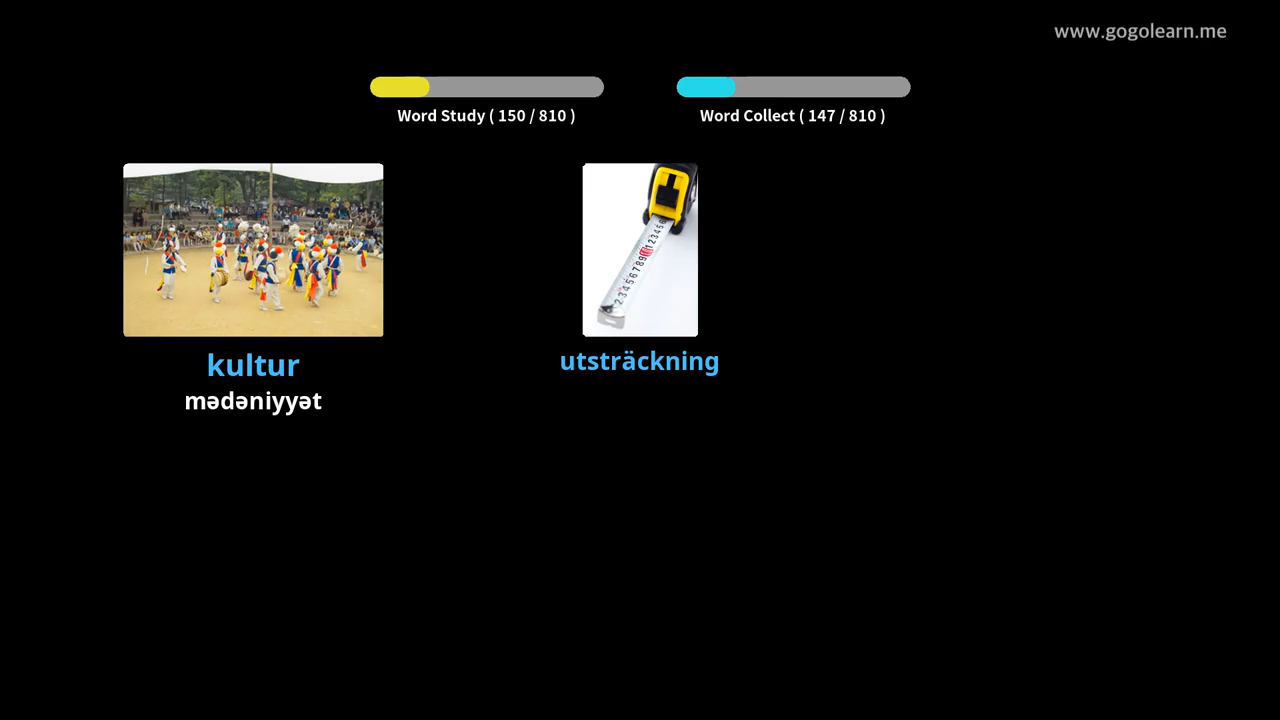 www.gogolearn.me
Word Study ( 150 / 810 )
Word Collect ( 147 / 810 )
kultur
mədəniyyət
utsträckning